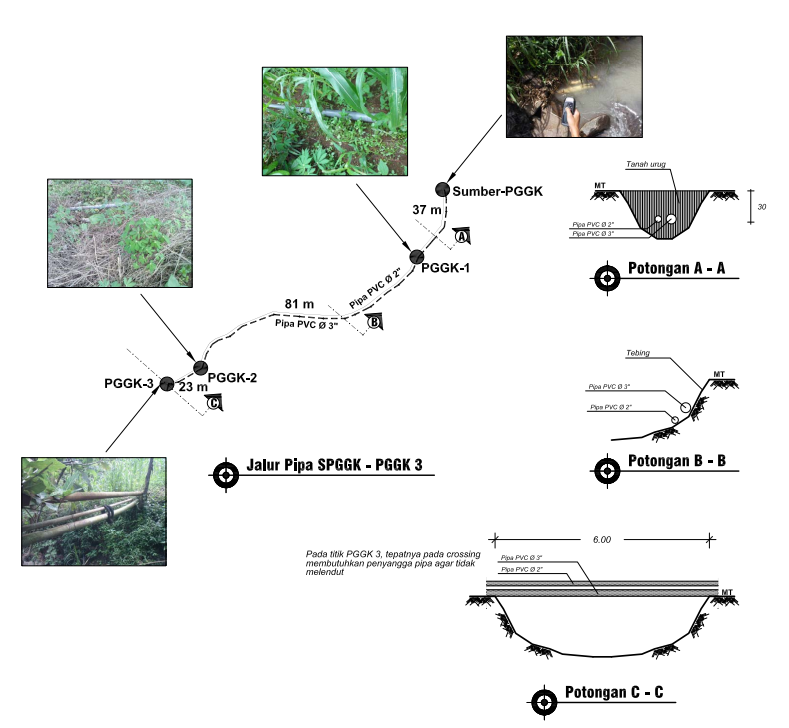 Sumber-PGGK
37 m
A
PGGK-1
Pipa PVC Ø 2"
81 m
Pipa PVC Ø 3"
B
PGGK-2
PGGK-3
23 m
C
Jalur Pipa SPGGK - PGGK 3
Tanah urug
MT
30
Pipa PVC Ø 2"
Pipa PVC Ø 3"
Potongan A - A
Tebing
MT
Pipa PVC Ø 3"
Pipa PVC Ø 2"
Potongan B - B
Pada titik PGGK 3, tepatnya pada crossing
membutuhkan penyangga pipa agar tidak
melendut
6.00
Pipa PVC Ø 3"
Pipa PVC Ø 2"
MT
Potongan C - C